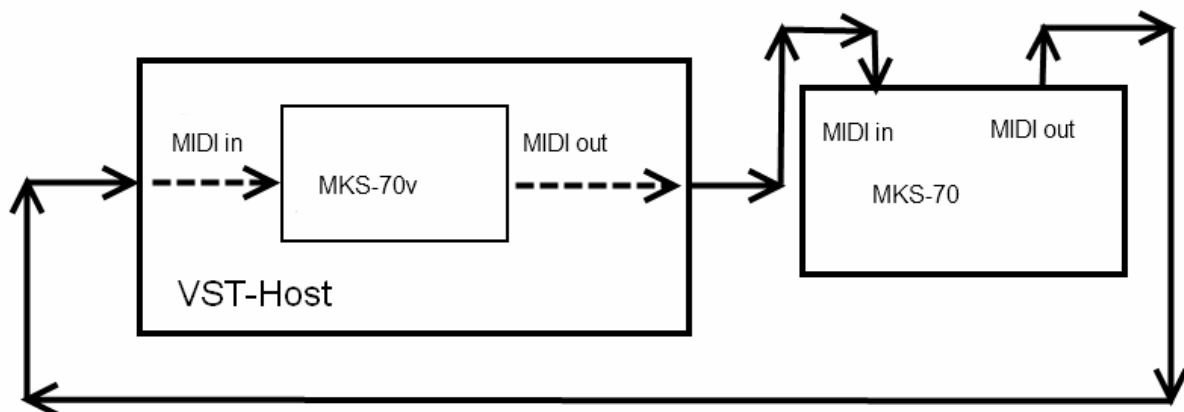 MIDI in
MIDI out
MKS-70v
VST-Host
MIDI in
MIDI out
MKS-70